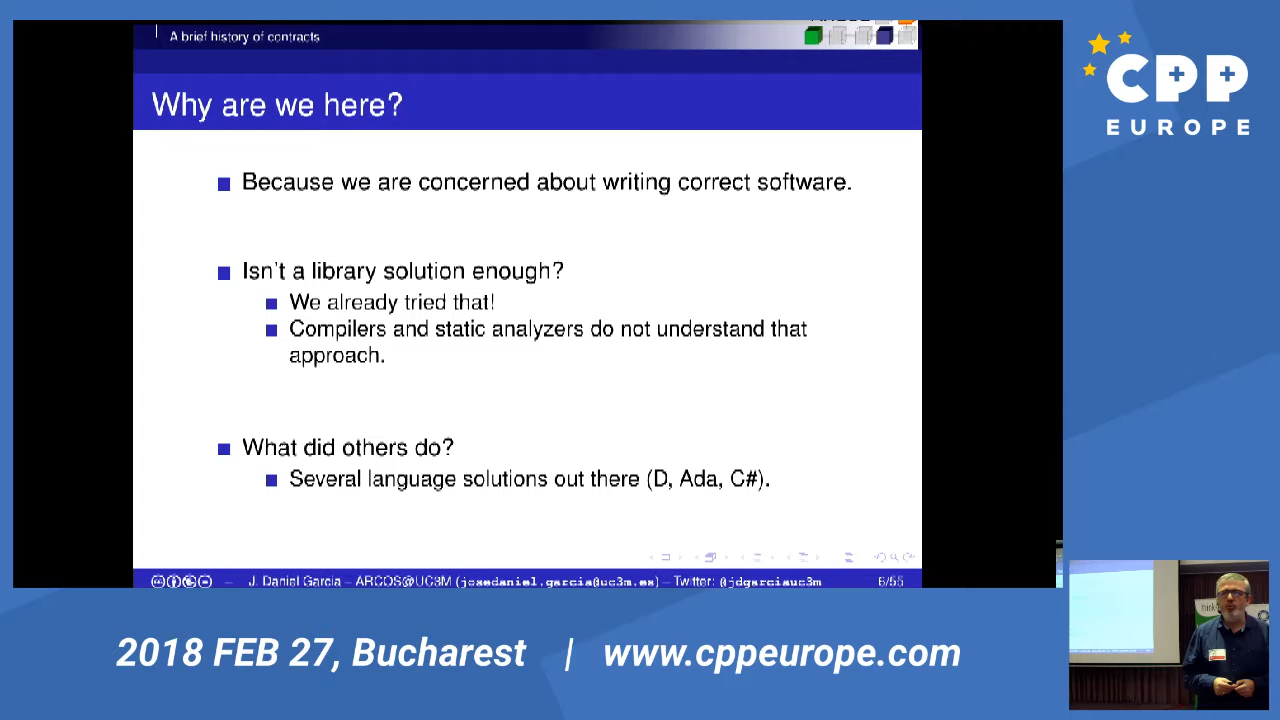 A brief history of contracts
Why are we here?
Because we are concerned about writing correct software.
Isn't a library solution enough?
We already tried that!
Compilers and static analyzers do not understand that
approach.
What did others do?
Several language solutions out there (D, Ada, C#).
J. Daniel Garcia – ARCOS@UC3M (josedaniel.garcia@uc3m.es) – Twitter: @jdgarciauc3m
6/55
CPP
EUROPE
2018 FEB 27, Bucharest | www.cppeurope.com